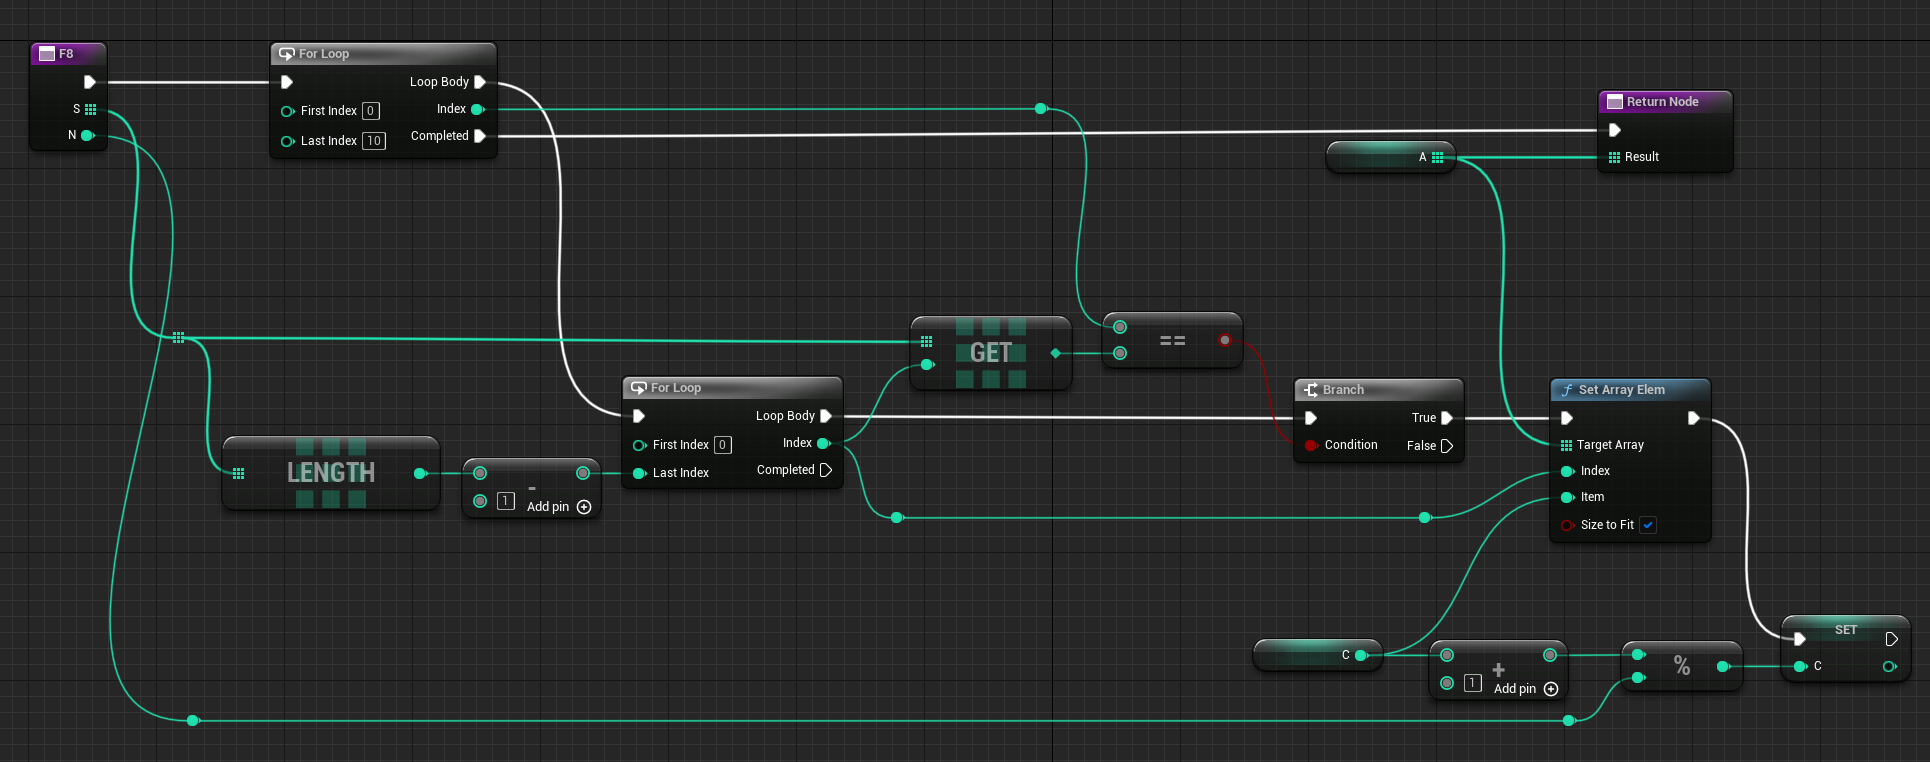 F8
S
N
For Loop
Loop Body
First Index 0
Index
Last Index 10
Completed
Return Node
A
Result
GET
==
For Loop
Loop Body
First Index 0
Index
Last Index
Completed
LENGTH
-
1 Add pin
Branch
True
Condition
False
Set Array Elem
Target Array
Index
Item
Size to Fit
C
+
1 Add pin
%
SET
C